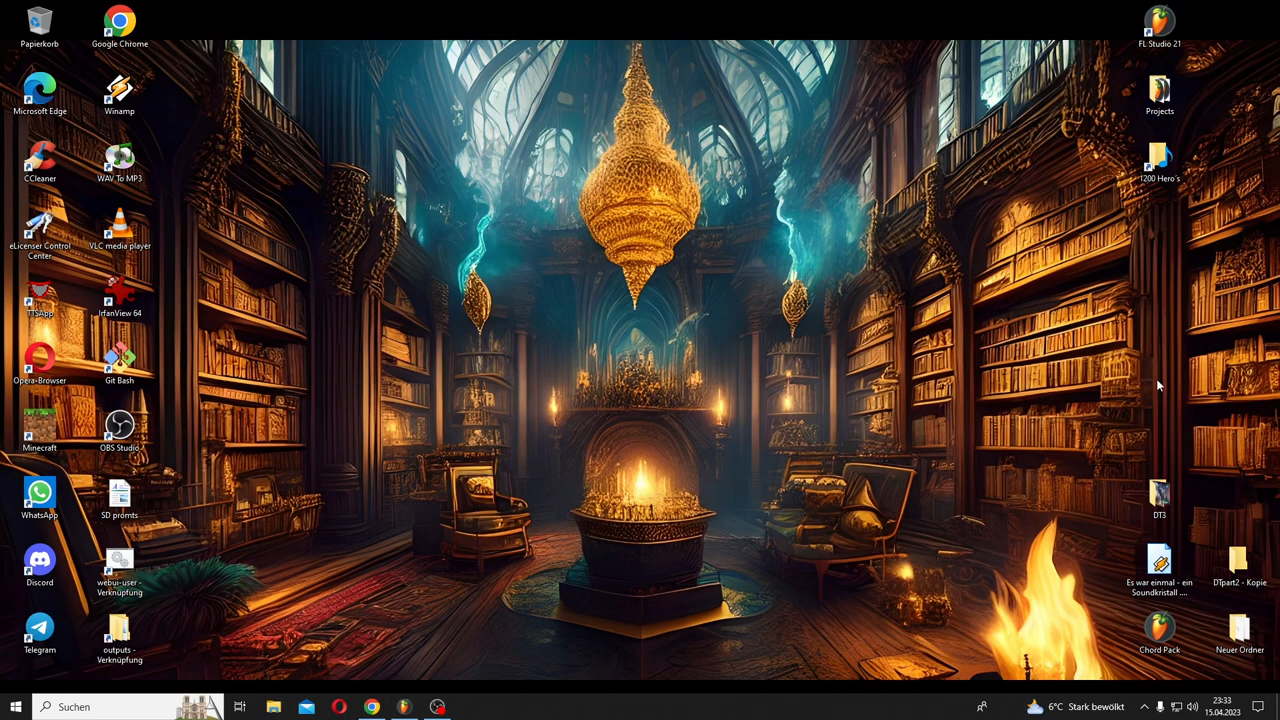 Papierkorb
Google Chrome
FL Studio 21
Microsoft Edge
Winamp
Projects
CCleaner
WAV To MP3
1200 Hero's
eLicenser Control
Center
VLC media player
TTSApp
IrfanView 64
Opera-Browser
Git Bash
Minecraft
OBS Studio
WhatsApp
SD promts
DT3
Discord
webui-user -
Verknüpfung
Es war einmal - ein
Soundkristall ....
DTpart2 - Kopie
Telegram
outputs -
Verknüpfung
Chord Pack
Neuer Ordner
Suchen
6°C Stark bewölkt
23:33
15.04.2023